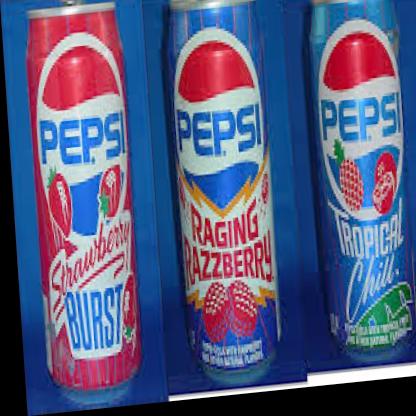 PEPSI
Strawberry
BURST
PEPSI
RAGING
RAZZBERRY
PEPSI
TROPICAL
Chill